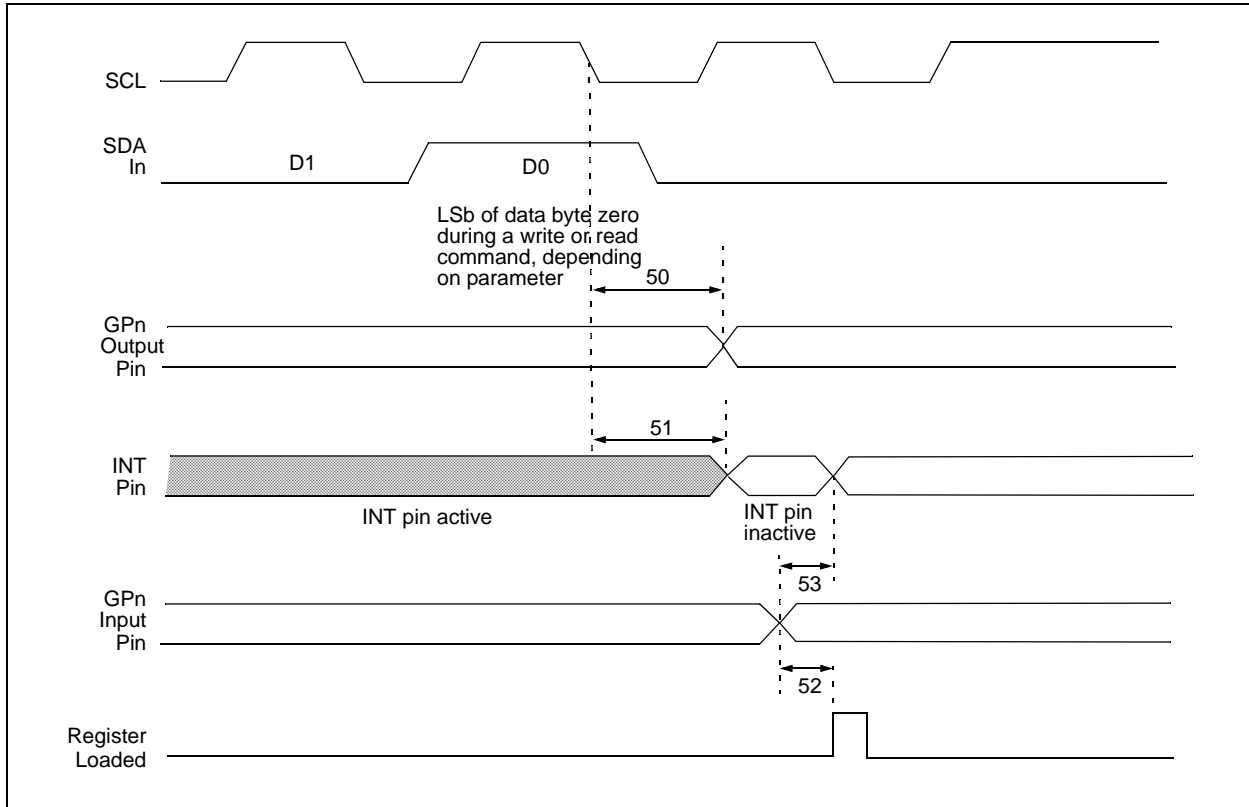 SCL
SDA
In
D1
D0
LSb of data byte zero
during a write or read
command, depending
on parameter
50
GPn
Output
Pin
51
INT
Pin
INT pin active
INT pin
inactive
53
GPn
Input
Pin
52
Register
Loaded